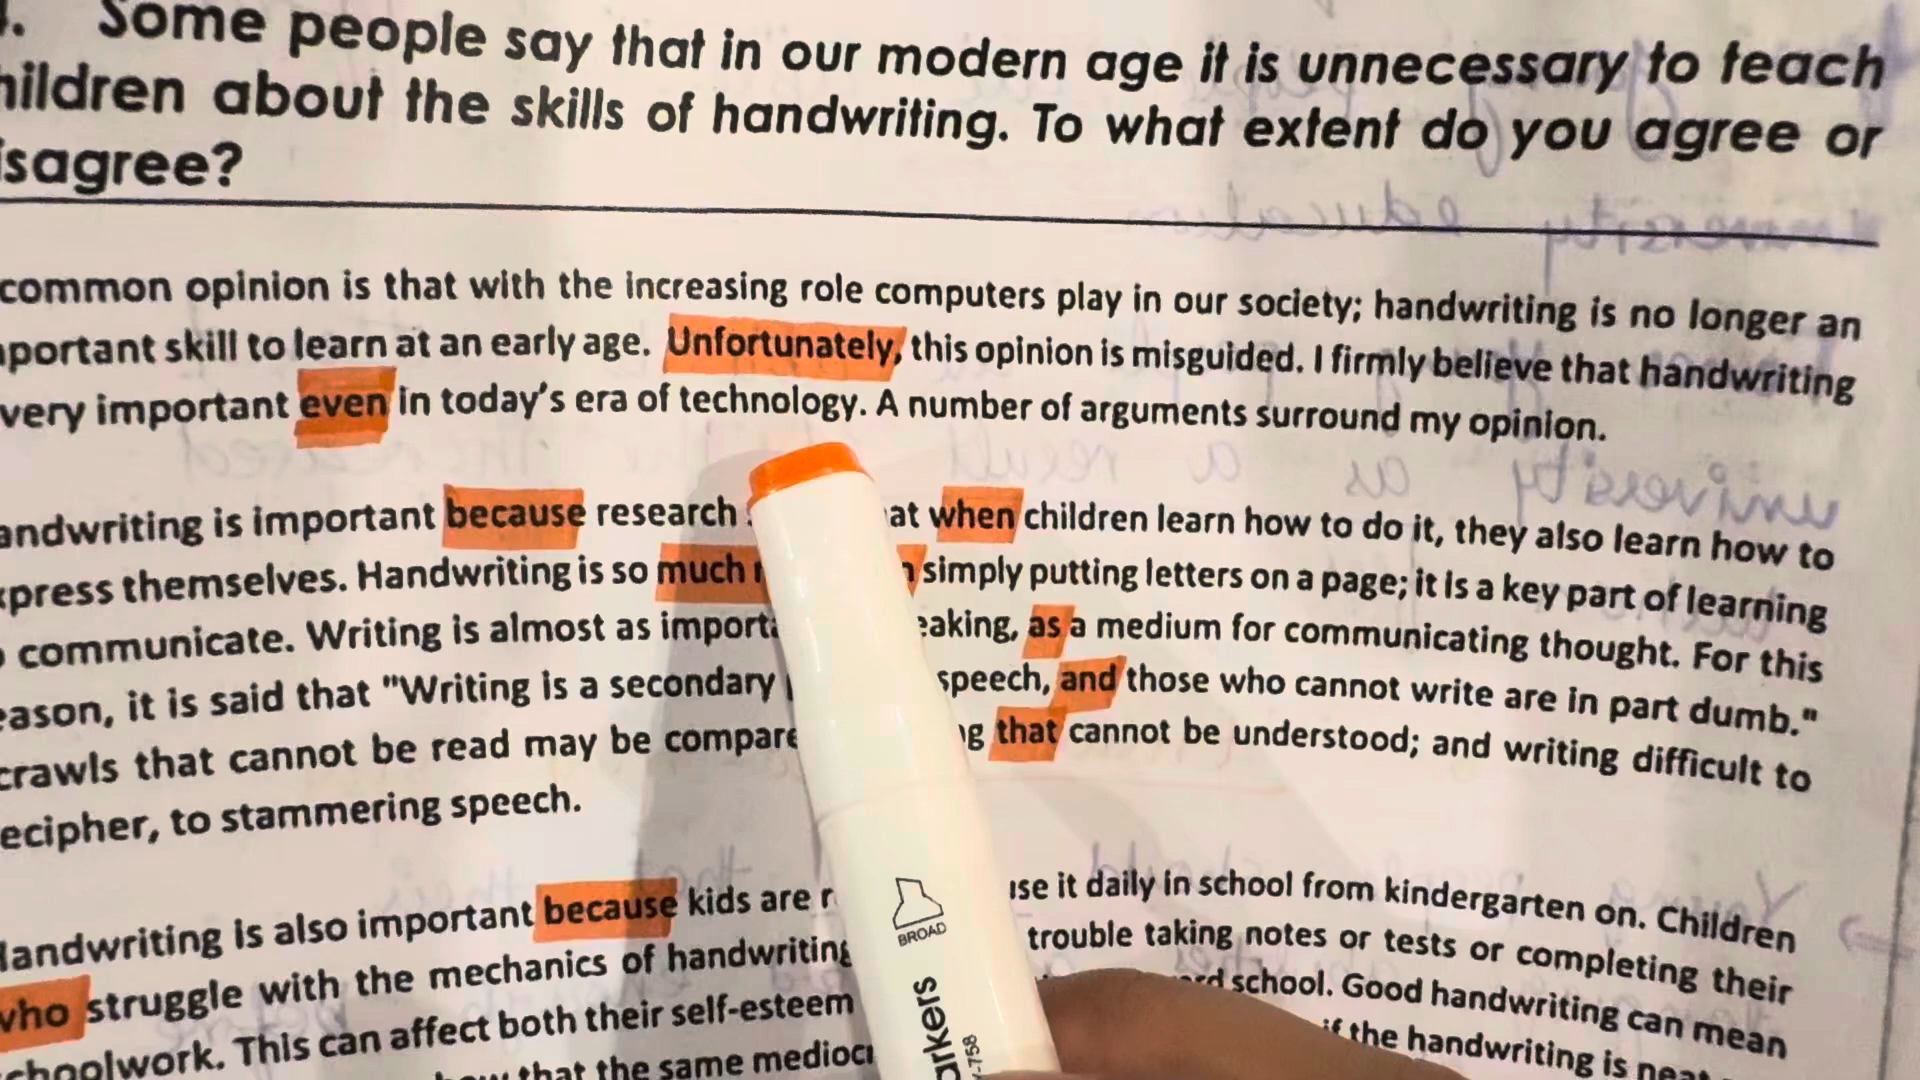 . Some people say that in our modern age it is unnecessary to teach
hildren about the skills of handwriting. To what extent do you agree or
isagree?
common opinion is that with the increasing role computers play in our society; handwriting is no longer an
portant skill to learn at an early age. Unfortunately, this opinion is misguided. I firmly believe that handwriting
very important even in today's era of technology. A number of arguments surround my opinion.
andwriting is important because research at when children learn how to do it, they also learn how to
press themselves. Handwriting is so much simply putting letters on a page; it is a key part of learning
communicate. Writing is almost as importa eaking, as a medium for communicating thought. For this
eason, it is said that "Writing is a secondary speech, and those who cannot write are in part dumb."
crawls that cannot be read may be compare g that cannot be understood; and writing difficult to
ecipher, to stammering speech.
andwriting is also important because kids are r use it daily in school from kindergarten on. Children
who struggle with the mechanics of handwriting trouble taking notes or tests or completing their
choolwork. This can affect both their self-esteem ard school. Good handwriting can mean
that the same medioc if the handwriting is neat
BROAD
arkers
-758